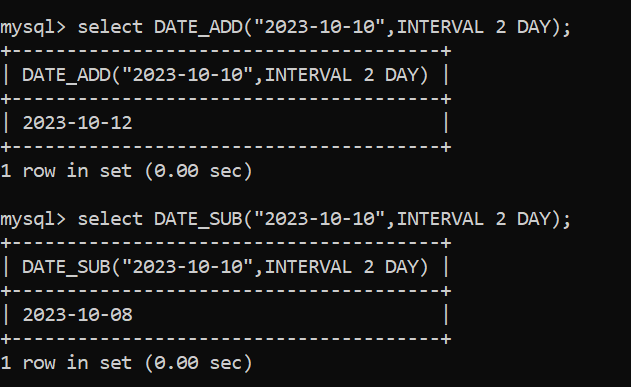 mysql> select DATE_ADD("2023-10-10",INTERVAL 2 DAY);
+---------------------------------------+
| DATE_ADD("2023-10-10",INTERVAL 2 DAY) |
+---------------------------------------+
| 2023-10-12                            |
+---------------------------------------+
1 row in set (0.00 sec)

mysql> select DATE_SUB("2023-10-10",INTERVAL 2 DAY);
+---------------------------------------+
| DATE_SUB("2023-10-10",INTERVAL 2 DAY) |
+---------------------------------------+
| 2023-10-08                            |
+---------------------------------------+
1 row in set (0.00 sec)